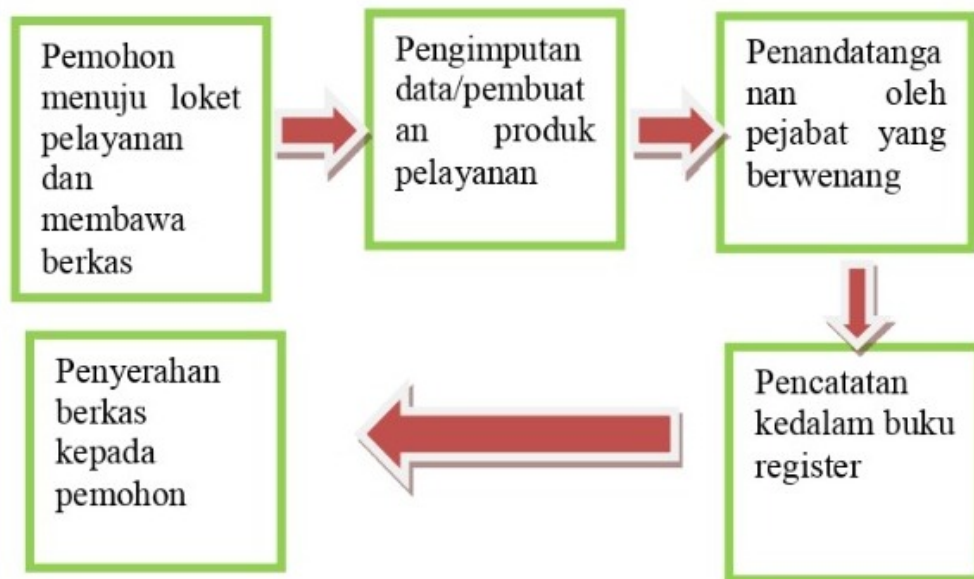 Pemohon
menuju loket
pelayanan
dan
membawa
berkas
Pengimputan
data/pembuat
an produk
pelayanan
Penandatanga
nan oleh
pejabat yang
berwenang
Pencatatan
kedalam buku
register
Penyerahan
berkas
kepada
pemohon